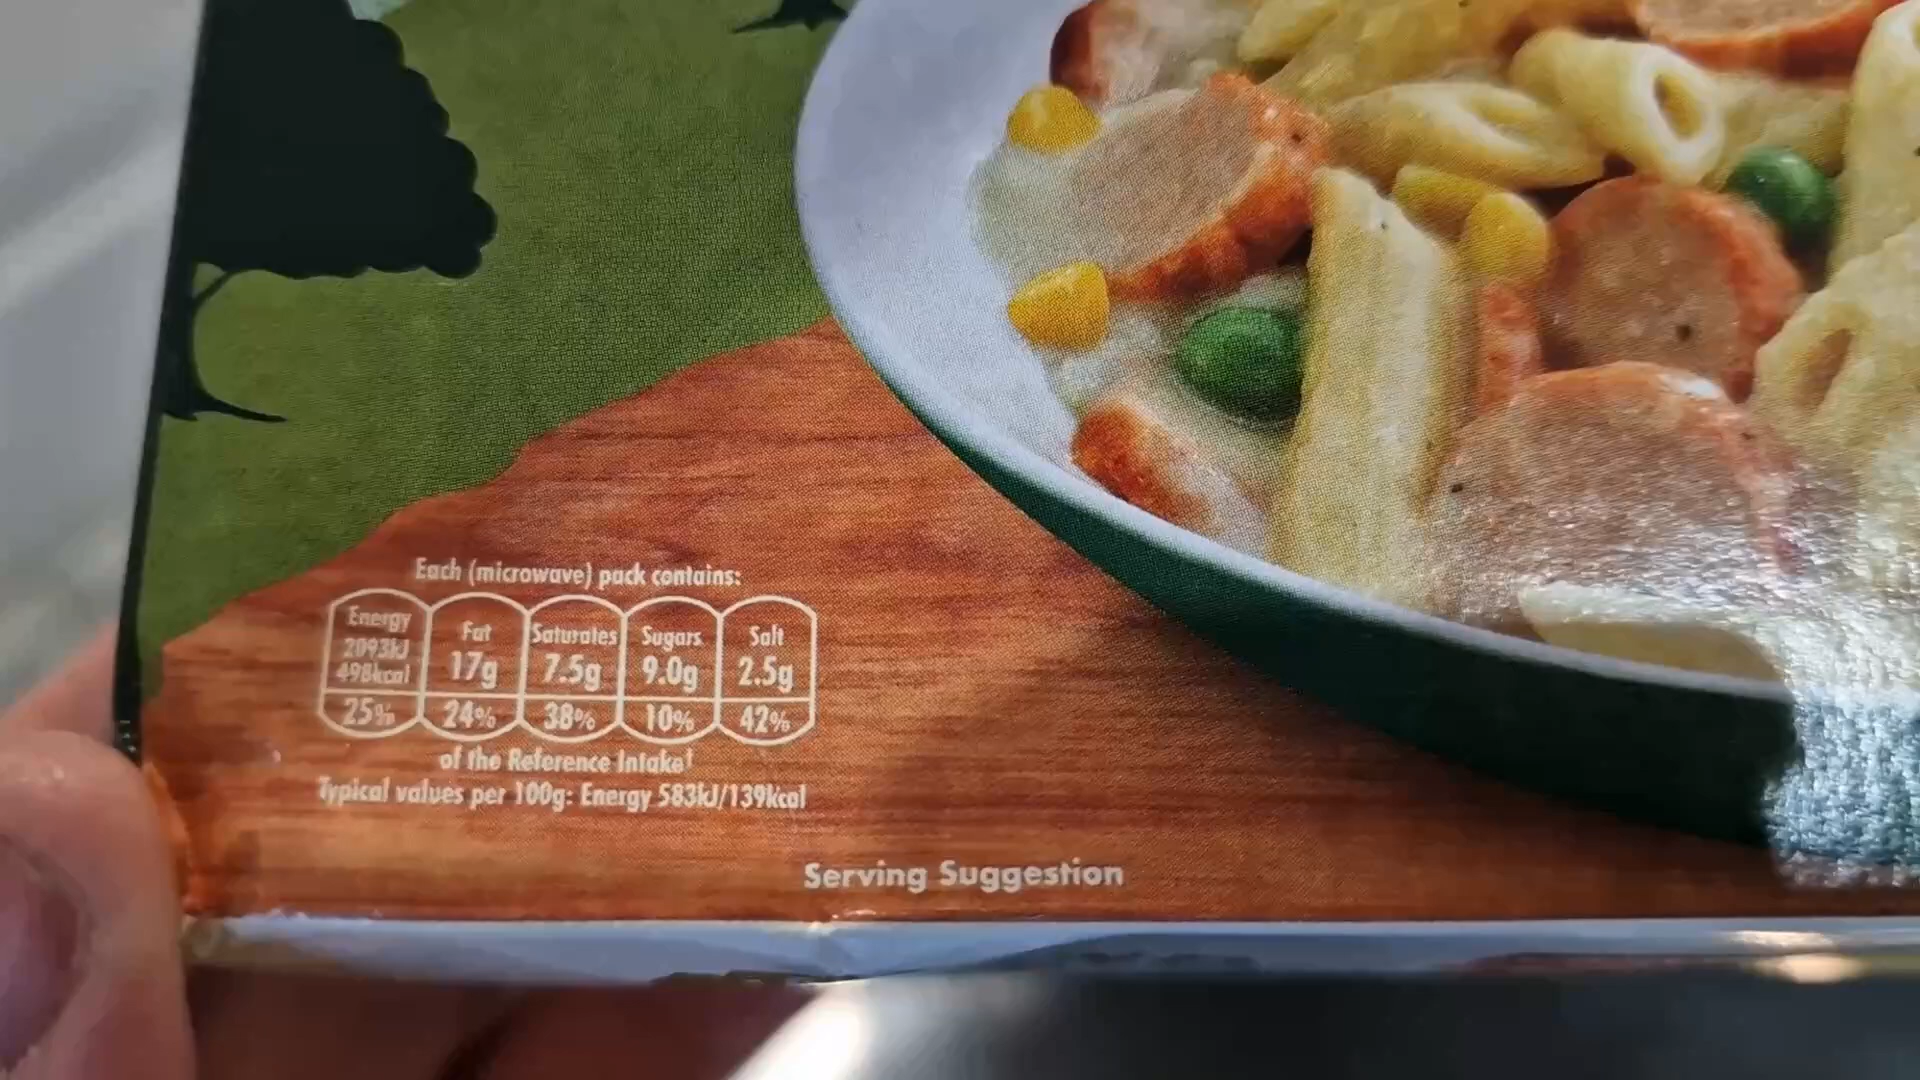 Each (microwave) pack contains:
Energy Fat Saturates Sugars Salt
2093kJ
498kcal 17g 7.5g 9.0g 2.5g
25% 24% 38% 10% 42%
of the Reference Intake†
Typical values per 100g: Energy 583kJ/139kcal
Serving Suggestion